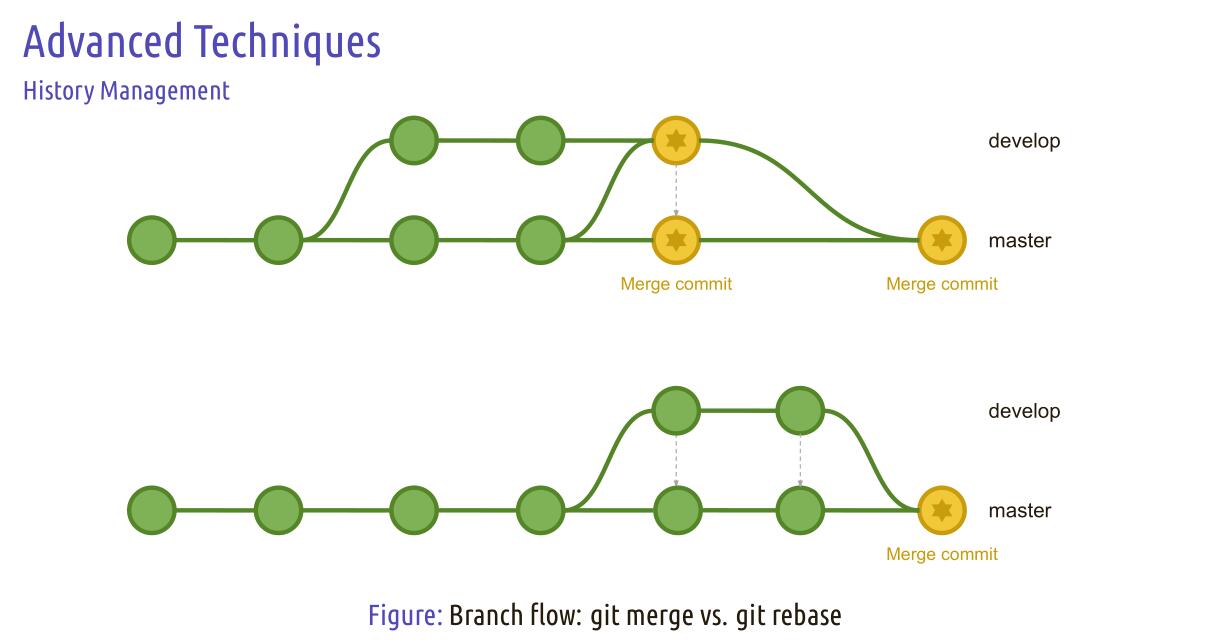 Advanced Techniques
History Management
develop
master
Merge commit
Merge commit
develop
master
Merge commit
Figure: Branch flow: git merge vs. git rebase